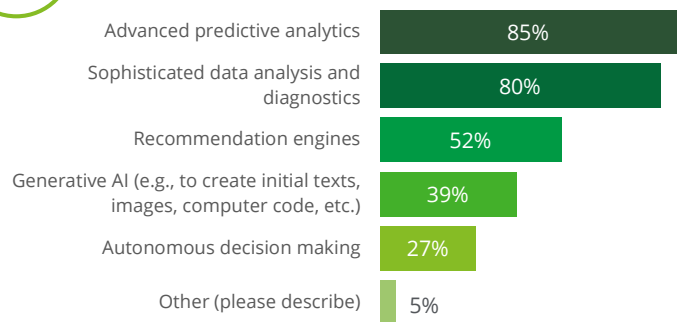 Advanced predictive analytics
85%
Sophisticated data analysis and
diagnostics
80%
Recommendation engines
52%
Generative AI (e.g., to create initial texts,
images, computer code, etc.)
39%
Autonomous decision making
27%
Other (please describe)
5%